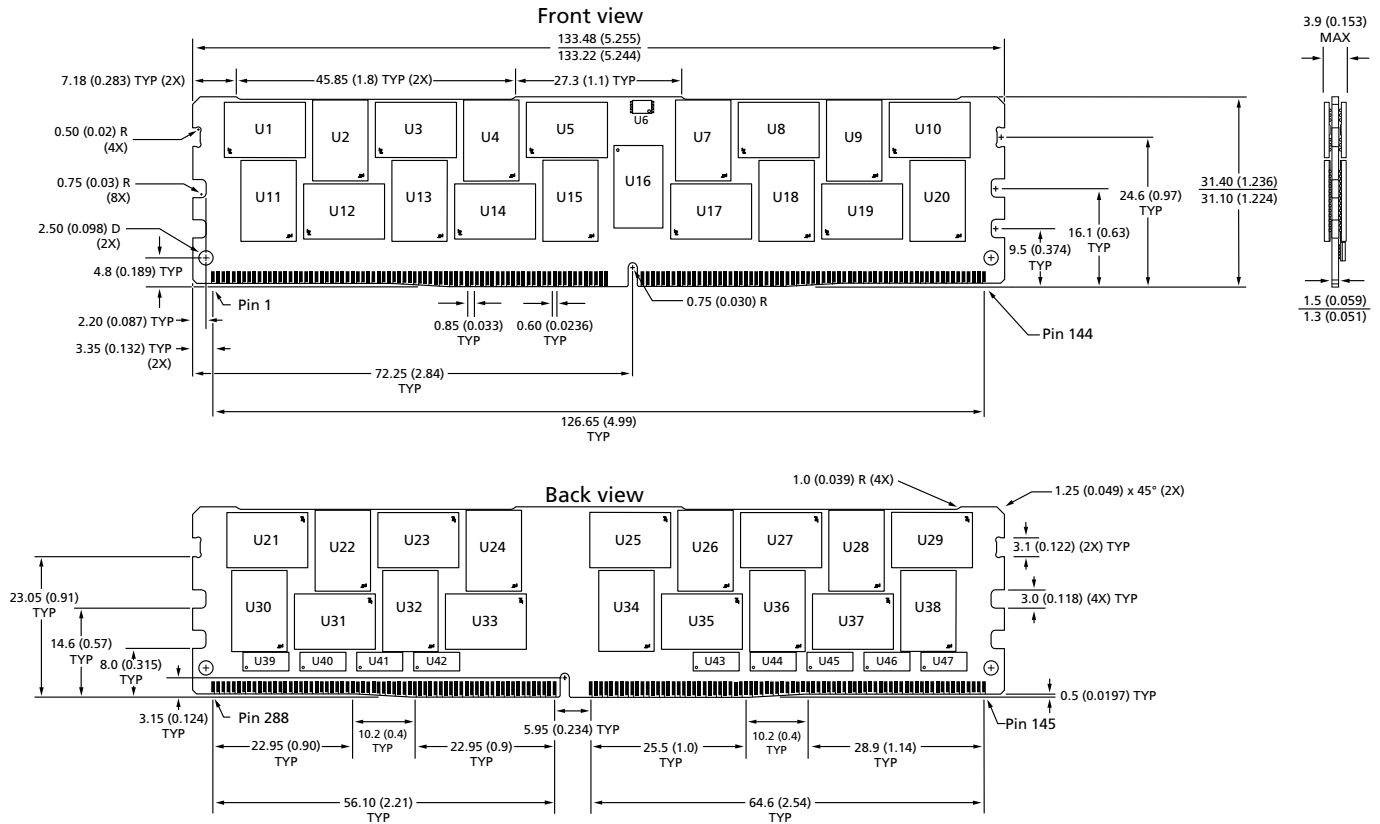 Front view
133.48 (5.255)
133.22 (5.244)
3.9 (0.153)
MAX
7.18 (0.283) TYP (2X)
45.85 (1.8) TYP (2X)
27.3 (1.1) TYP
U1
U2
U3
U4
U5
U6
U7
U8
U9
U10
0.50 (0.02) R
(4X)
0.75 (0.03) R
(8X)
U11
U12
U13
U14
U15
U16
U17
U18
U19
U20
24.6 (0.97)
TYP
31.40 (1.236)
31.10 (1.224)
16.1 (0.63)
TYP
9.5 (0.374)
TYP
2.50 (0.098) D
(2X)
4.8 (0.189) TYP
Pin 1
2.20 (0.087) TYP
3.35 (0.132) TYP
(2X)
0.85 (0.033)
TYP
0.60 (0.0236)
TYP
0.75 (0.030) R
Pin 144
1.5 (0.059)
1.3 (0.051)
72.25 (2.84)
TYP
126.65 (4.99)
TYP
Back view
1.0 (0.039) R (4X)
1.25 (0.049) x 45° (2X)
U21
U22
U23
U24
U25
U26
U27
U28
U29
3.1 (0.122) (2X) TYP
3.0 (0.118) (4X) TYP
23.05 (0.91)
TYP
14.6 (0.57)
TYP
8.0 (0.315)
TYP
U30
U31
U32
U33
U34
U35
U36
U37
U38
U39
U40
U41
U42
U43
U44
U45
U46
U47
0.5 (0.0197) TYP
3.15 (0.124)
TYP
Pin 288
5.95 (0.234) TYP
Pin 145
22.95 (0.90)
TYP
10.2 (0.4)
TYP
22.95 (0.9)
TYP
25.5 (1.0)
TYP
10.2 (0.4)
TYP
28.9 (1.14)
TYP
56.10 (2.21)
TYP
64.6 (2.54)
TYP